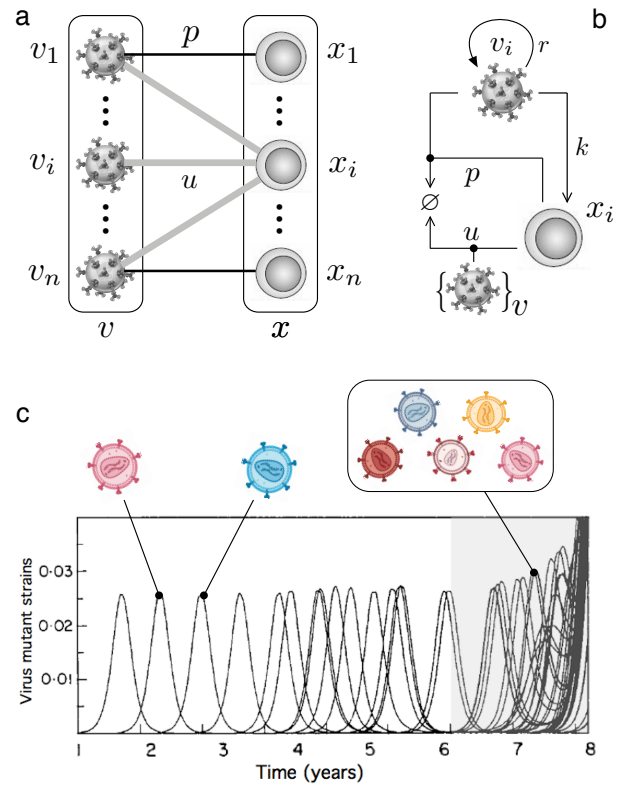 a
p
v₁
x₁
vᵢ
u
xᵢ
vₙ
xₙ
v
x
b
vᵢ
r
k
p
∅
xᵢ
u
{ }v
c
Virus mutant strains
0·03
0·02
0·01
1 2 3 4 5 6 7 8
Time (years)